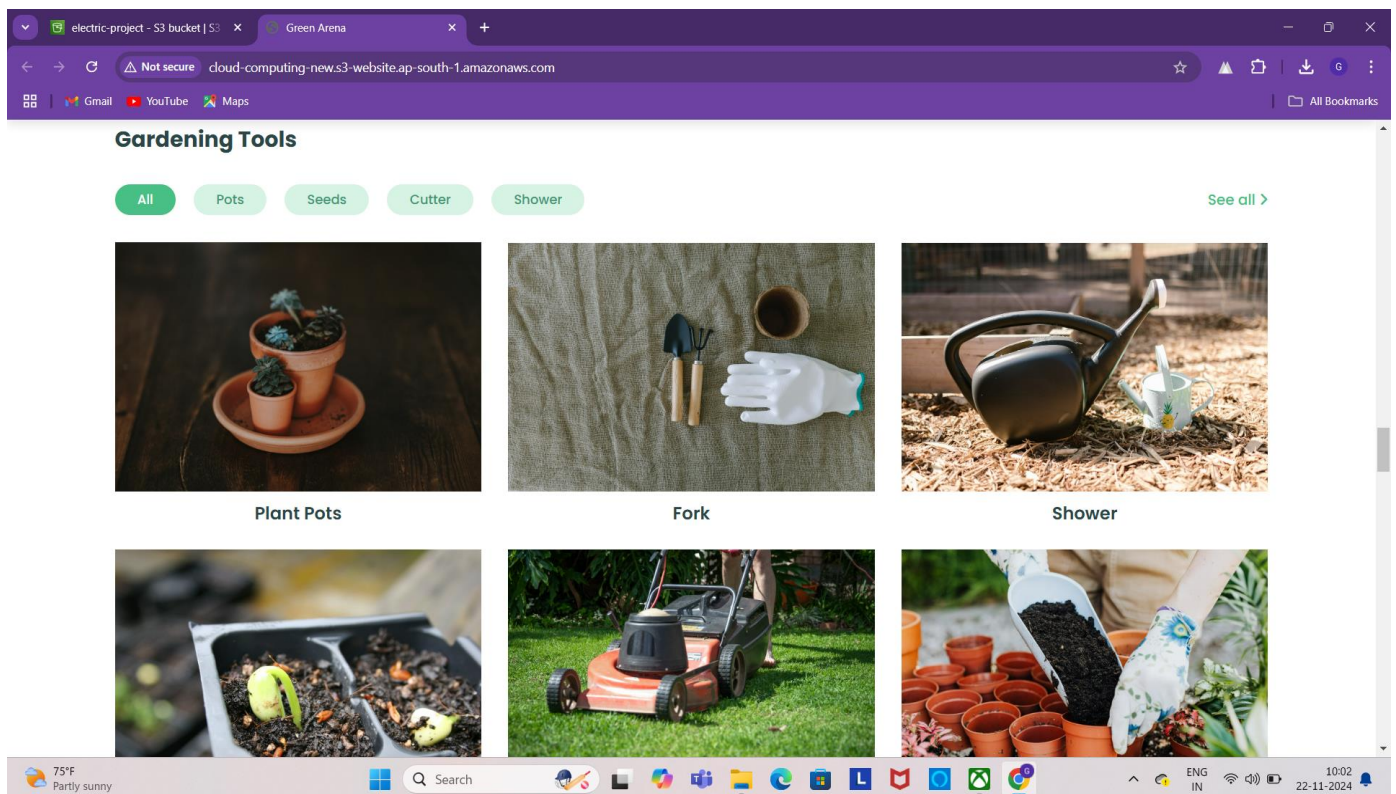 electric-project - S3 bucket | S3
Green Arena
Not secure
cloud-computing-new.s3-website.ap-south-1.amazonaws.com
G
Gmail
YouTube
Maps
All Bookmarks
Gardening Tools
All
Pots
Seeds
Cutter
Shower
See all >
Plant Pots
Fork
Shower
75°F
Partly sunny
Search
L
G
ENG
IN
10:02
22-11-2024